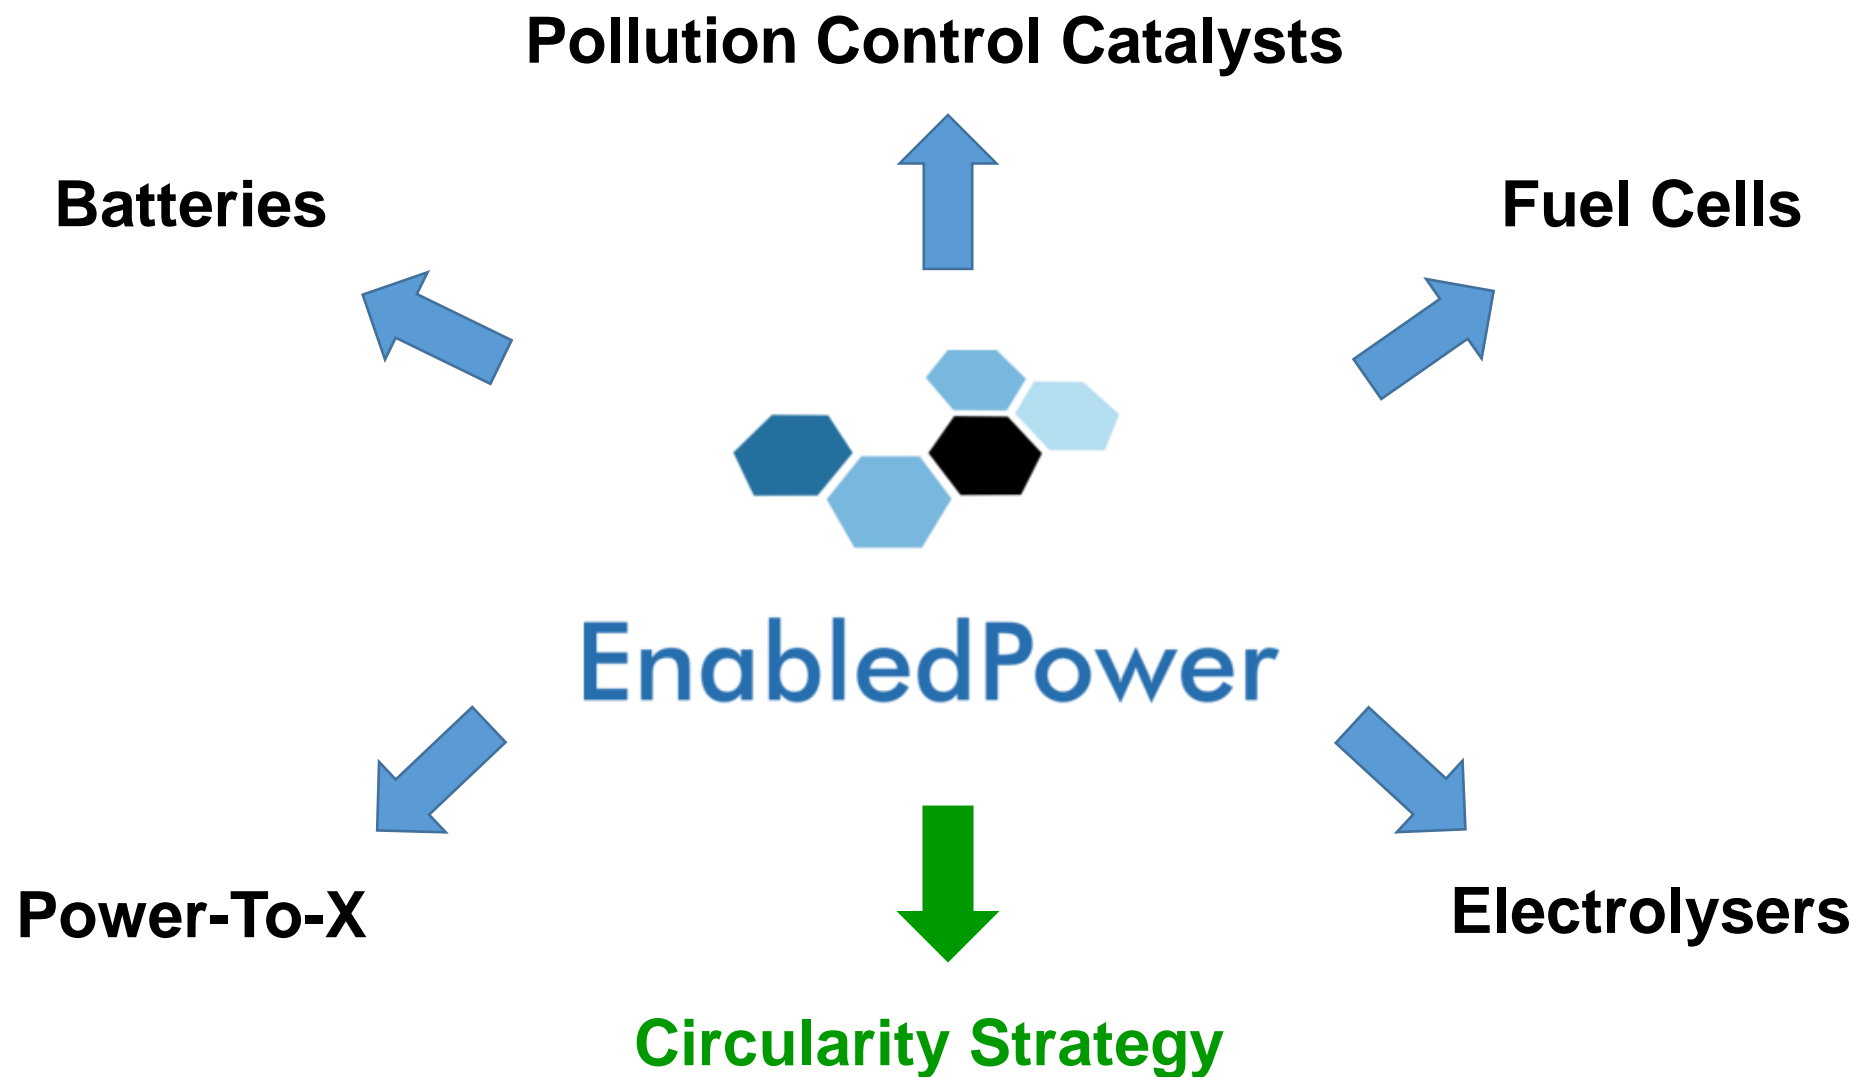 Pollution Control Catalysts
Batteries
Fuel Cells
EnabledPower
Power-To-X
Electrolysers
Circularity Strategy